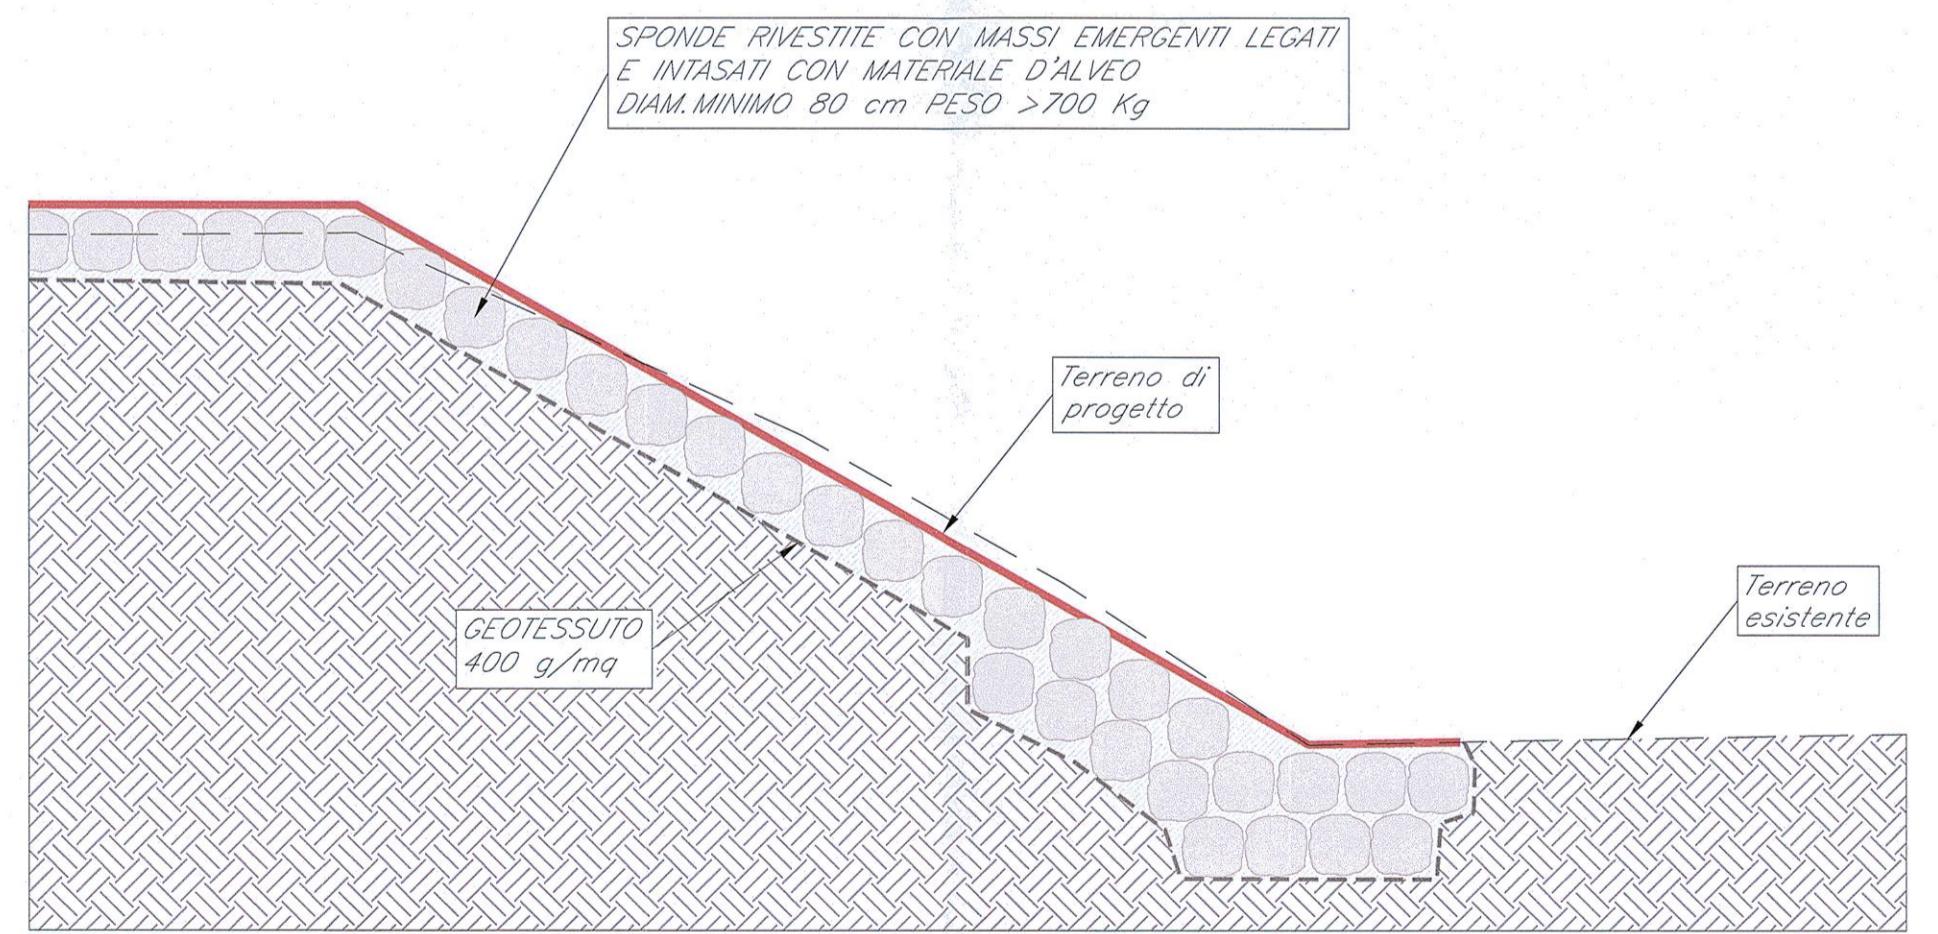 SPONDE RIVESTITE CON MASSI EMERGENTI LEGATI
E INTASATI CON MATERIALE D'ALVEO
DIAM.MINIMO 80 cm PESO >700 Kg
Terreno di
progetto
Terreno
esistente
GEOTESSUTO
400 g/mq